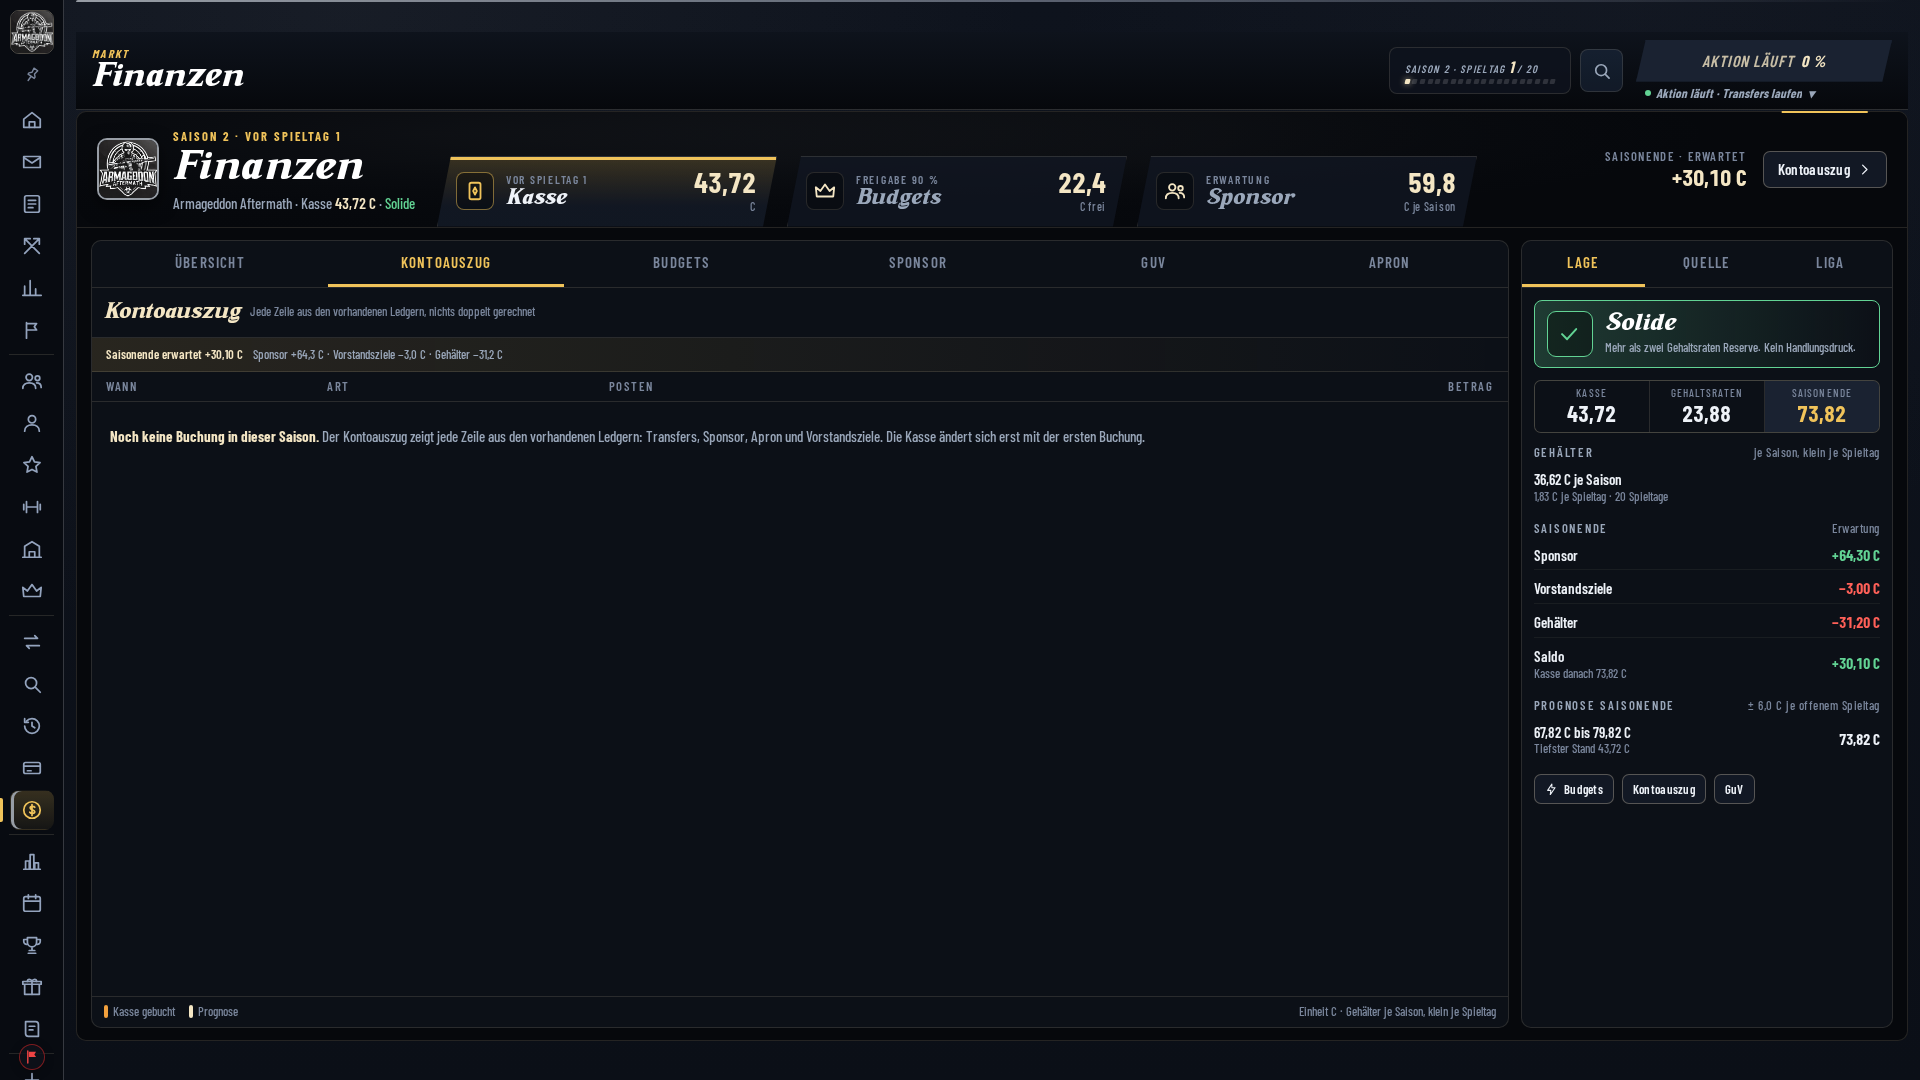 ARMAGEDDON
MARKT
Finanzen
SAISON 2 · SPIELTAG 1 / 20
AKTION LÄUFT 0 %
Aktion läuft · Transfers laufen ▼
ARMAGEDDON
AFTERMATH
SAISON 2 · VOR SPIELTAG 1
Finanzen
Armageddon Aftermath · Kasse 43,72 C · Solide
VOR SPIELTAG 1
Kasse
43,72
C
FREIGABE 90 %
Budgets
22,4
C frei
ERWARTUNG
Sponsor
59,8
C je Saison
SAISONENDE · ERWARTET
+30,10 C
Kontoauszug
ÜBERSICHT
KONTOAUSZUG
BUDGETS
SPONSOR
GUV
APRON
Kontoauszug Jede Zeile aus den vorhandenen Ledgern, nichts doppelt gerechnet
Saisonende erwartet +30,10 C Sponsor +64,3 C · Vorstandsziele −3,0 C · Gehälter −31,2 C
WANN ART POSTEN BETRAG
Noch keine Buchung in dieser Saison. Der Kontoauszug zeigt jede Zeile aus den vorhandenen Ledgern: Transfers, Sponsor, Apron und Vorstandsziele. Die Kasse ändert sich erst mit der ersten Buchung.
Kasse gebucht Prognose
Einheit C · Gehälter je Saison, klein je Spieltag
LAGE
QUELLE
LIGA
Solide
Mehr als zwei Gehaltsraten Reserve. Kein Handlungsdruck.
KASSE
43,72
GEHALTSRATEN
23,88
SAISONENDE
73,82
GEHÄLTER je Saison, klein je Spieltag
36,62 C je Saison
1,83 C je Spieltag · 20 Spieltage
SAISONENDE Erwartung
Sponsor +64,30 C
Vorstandsziele −3,00 C
Gehälter −31,20 C
Saldo +30,10 C
Kasse danach 73,82 C
PROGNOSE SAISONENDE ± 6,0 C je offenem Spieltag
67,82 C bis 79,82 C 73,82 C
Tiefster Stand 43,72 C
Budgets
Kontoauszug
GuV